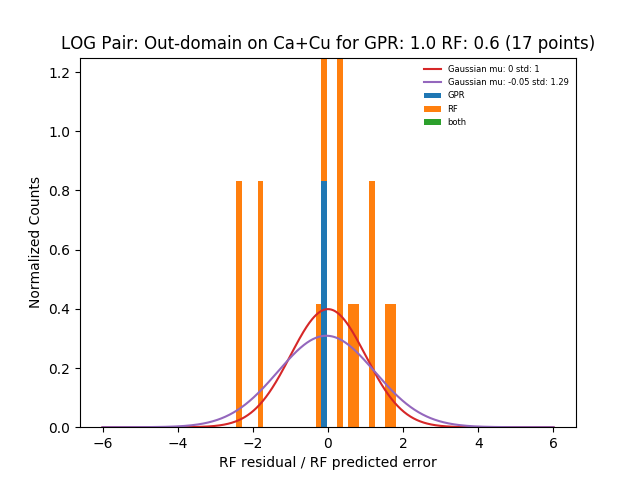 LOG Pair: Out-domain on Ca+Cu for GPR: 1.0 RF: 0.6 (17 points)
Gaussian mu: 0 std: 1
Gaussian mu: -0.05 std: 1.29
GPR
RF
both
Normalized Counts
1.2
1.0
0.8
0.6
0.4
0.2
0.0
−6 −4 −2 0 2 4 6
RF residual / RF predicted error